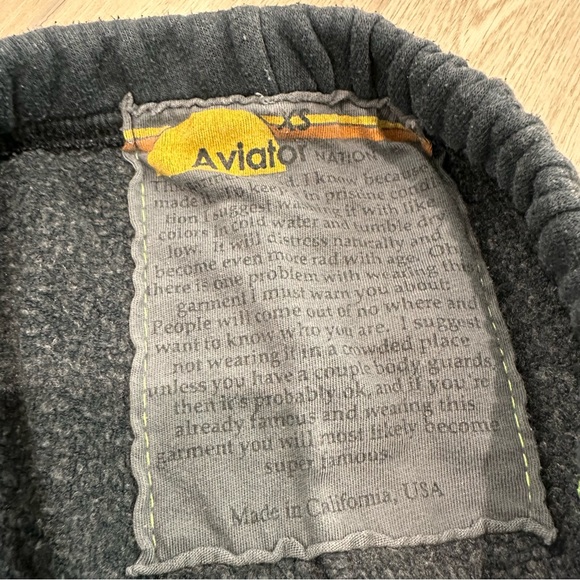 XS
Aviator NATION
I know because
made it. To keep it in pristine condi
tion I suggest washing it with like
colors in cold water and tumble dry
low. It will distress naturally and
become even more rad with age. Oh,
there is one problem with wearing this
garment I must warn you about:
People will come out of no where and
want to know who you are. I suggest
not wearing it in a crowded place
unless you have a couple body guards,
then it's probably ok, and if you're
already famous and wearing this
garment you will most likely become
super famous.
Made in California, USA